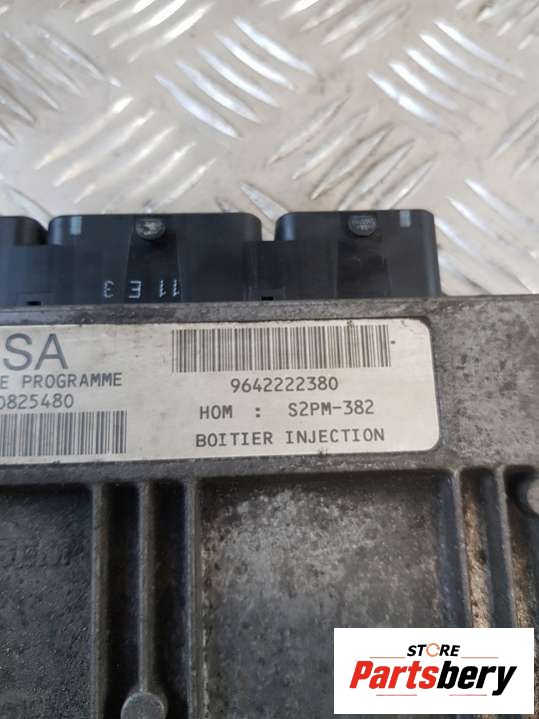 11 E 3
SA
E PROGRAMME
0825480
9642222380
HOM : S2PM-382
BOITIER INJECTION
STORE
Partsbery